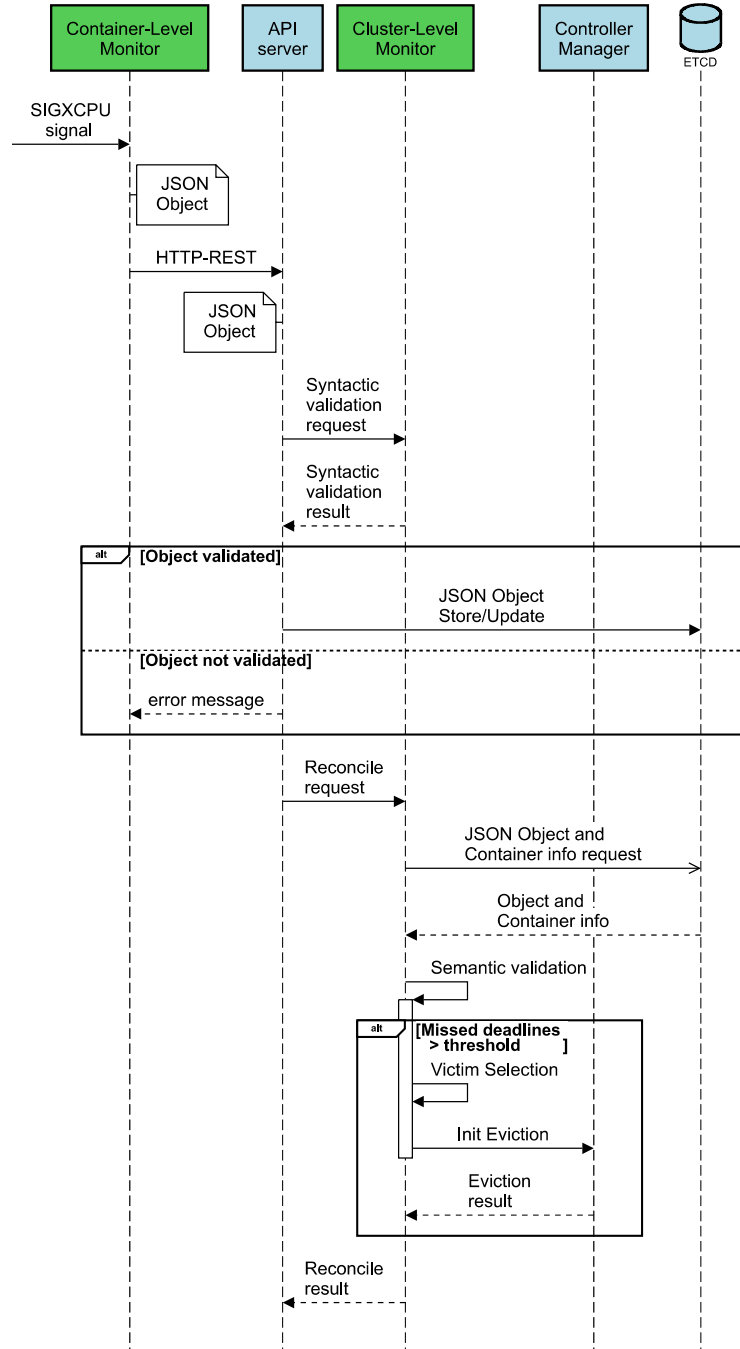 Container-Level
Monitor
API
server
Cluster-Level
Monitor
Controller
Manager
ETCD
SIGXCPU
signal
JSON
Object
HTTP-REST
JSON
Object
Syntactic
validation
request
Syntactic
validation
result
alt
[Object validated]
JSON Object
Store/Update
[Object not validated]
error message
Reconcile
request
JSON Object and
Container info request
Object and
Container info
Semantic validation
alt
[Missed deadlines
> threshold ]
Victim Selection
Init Eviction
Eviction
result
Reconcile
result